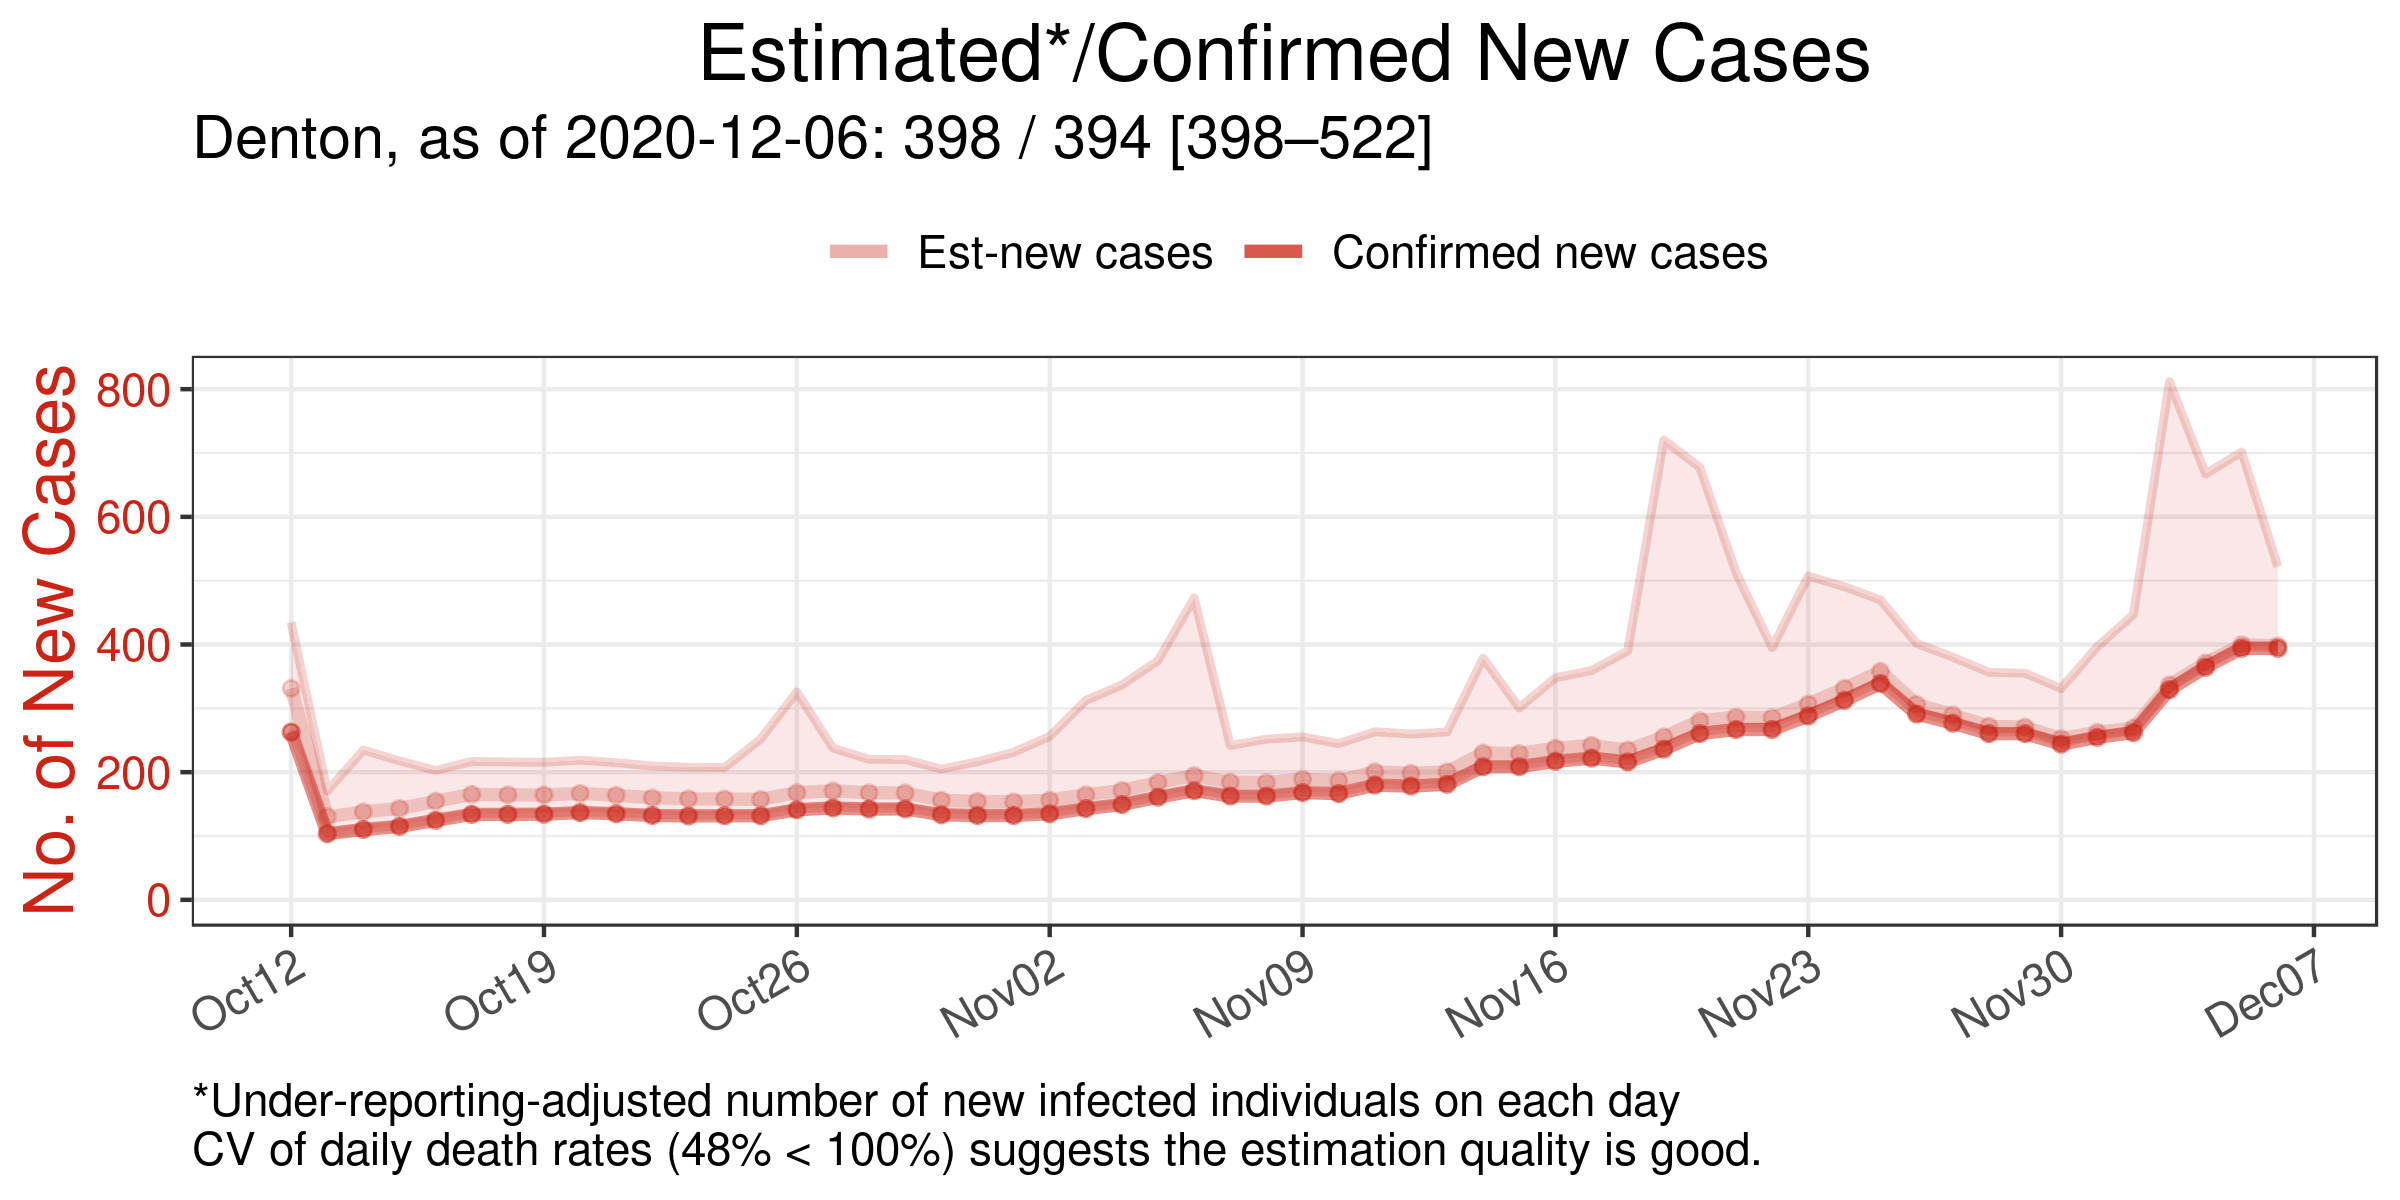 Estimated*/Confirmed New Cases
Denton, as of 2020-12-06: 398 / 394 [398–522]
Est-new cases
Confirmed new cases
No. of New Cases
800
600
400
200
0
Oct12
Oct19
Oct26
Nov02
Nov09
Nov16
Nov23
Nov30
Dec07
*Under-reporting-adjusted number of new infected individuals on each day
CV of daily death rates (48% < 100%) suggests the estimation quality is good.